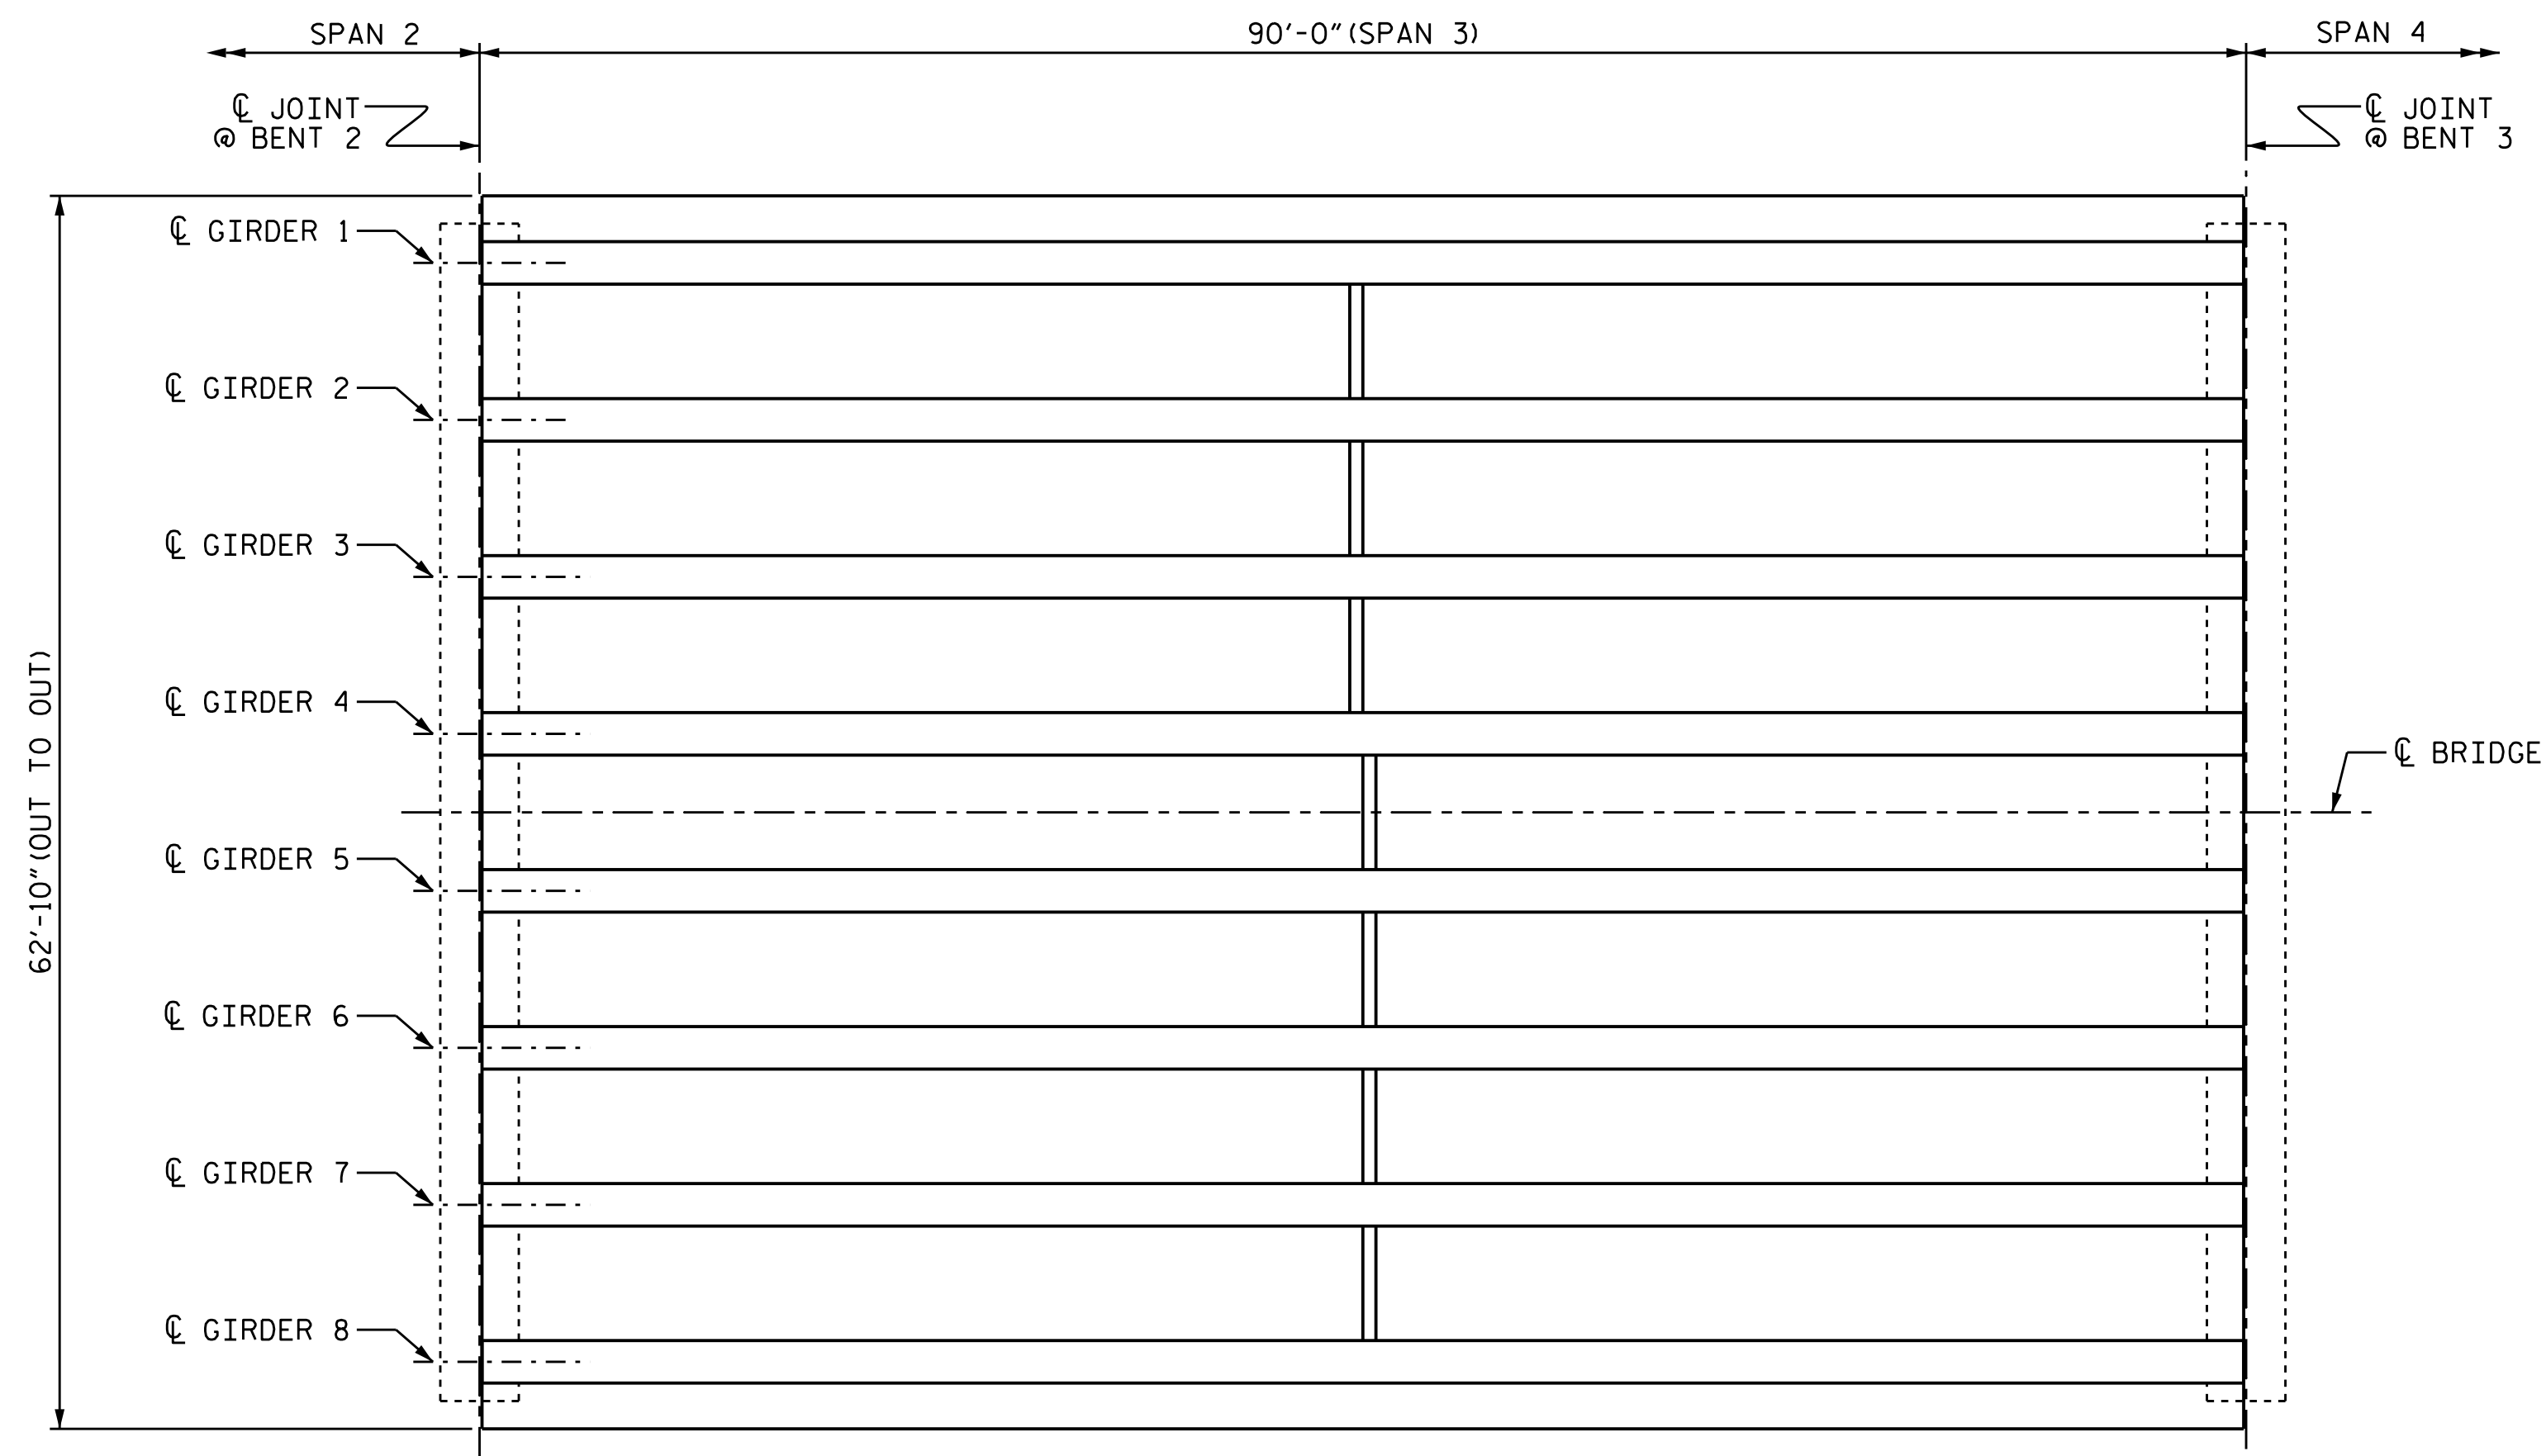 SPAN 2
90'-0"(SPAN 3)
SPAN 4
℄ JOINT
@ BENT 2
℄ JOINT
@ BENT 3
℄ GIRDER 1
℄ GIRDER 2
℄ GIRDER 3
℄ GIRDER 4
℄ GIRDER 5
℄ GIRDER 6
℄ GIRDER 7
℄ GIRDER 8
62'-10"(OUT TO OUT)
℄ BRIDGE